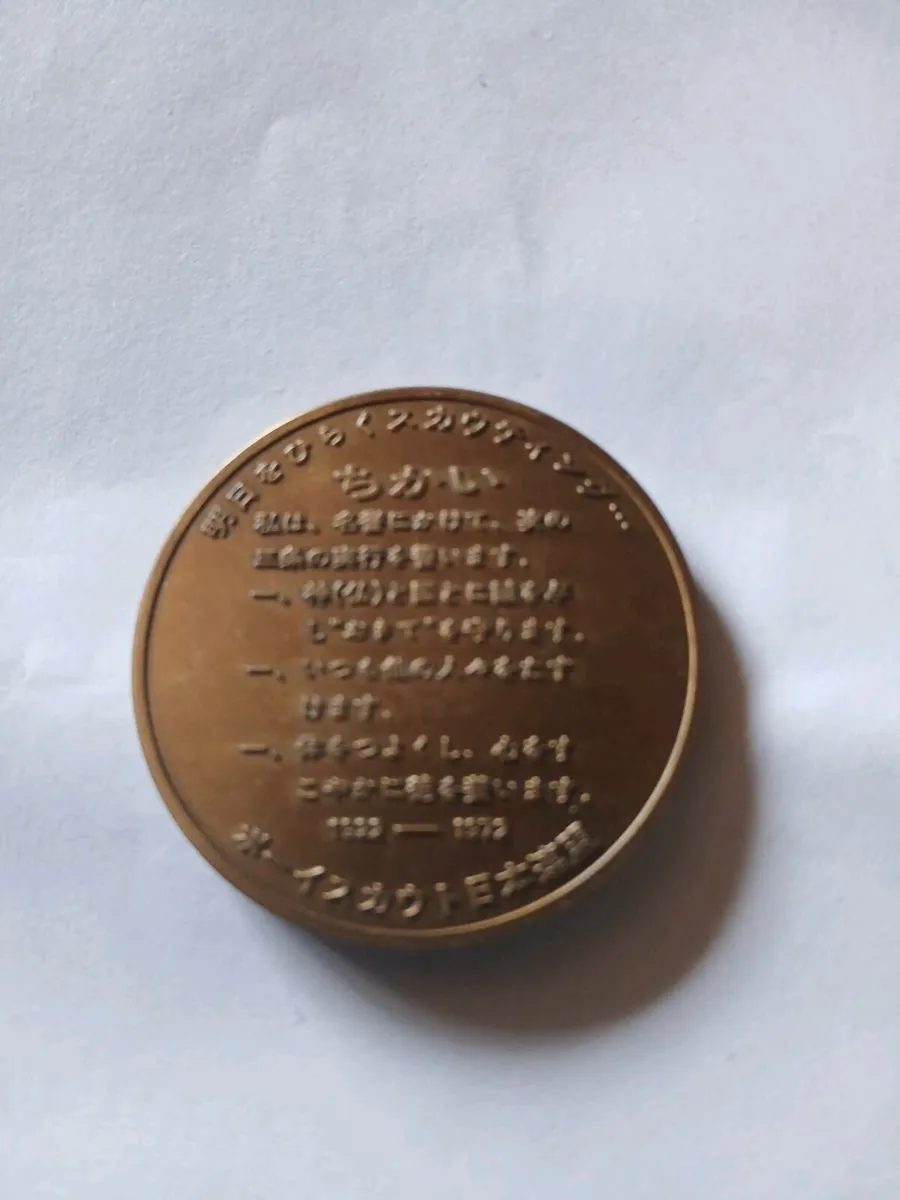 明日をひらくスカウティング…
ちかい
私は、名誉にかけて、次の
三条の実行を誓います。
一、神(仏)と国とに誠を尽
し"おきて"を守ります。
一、いつも他の人々をたす
けます。
一、体をつよくし、心をす
こやかに徳を養います。
ボーイスカウト日本連盟